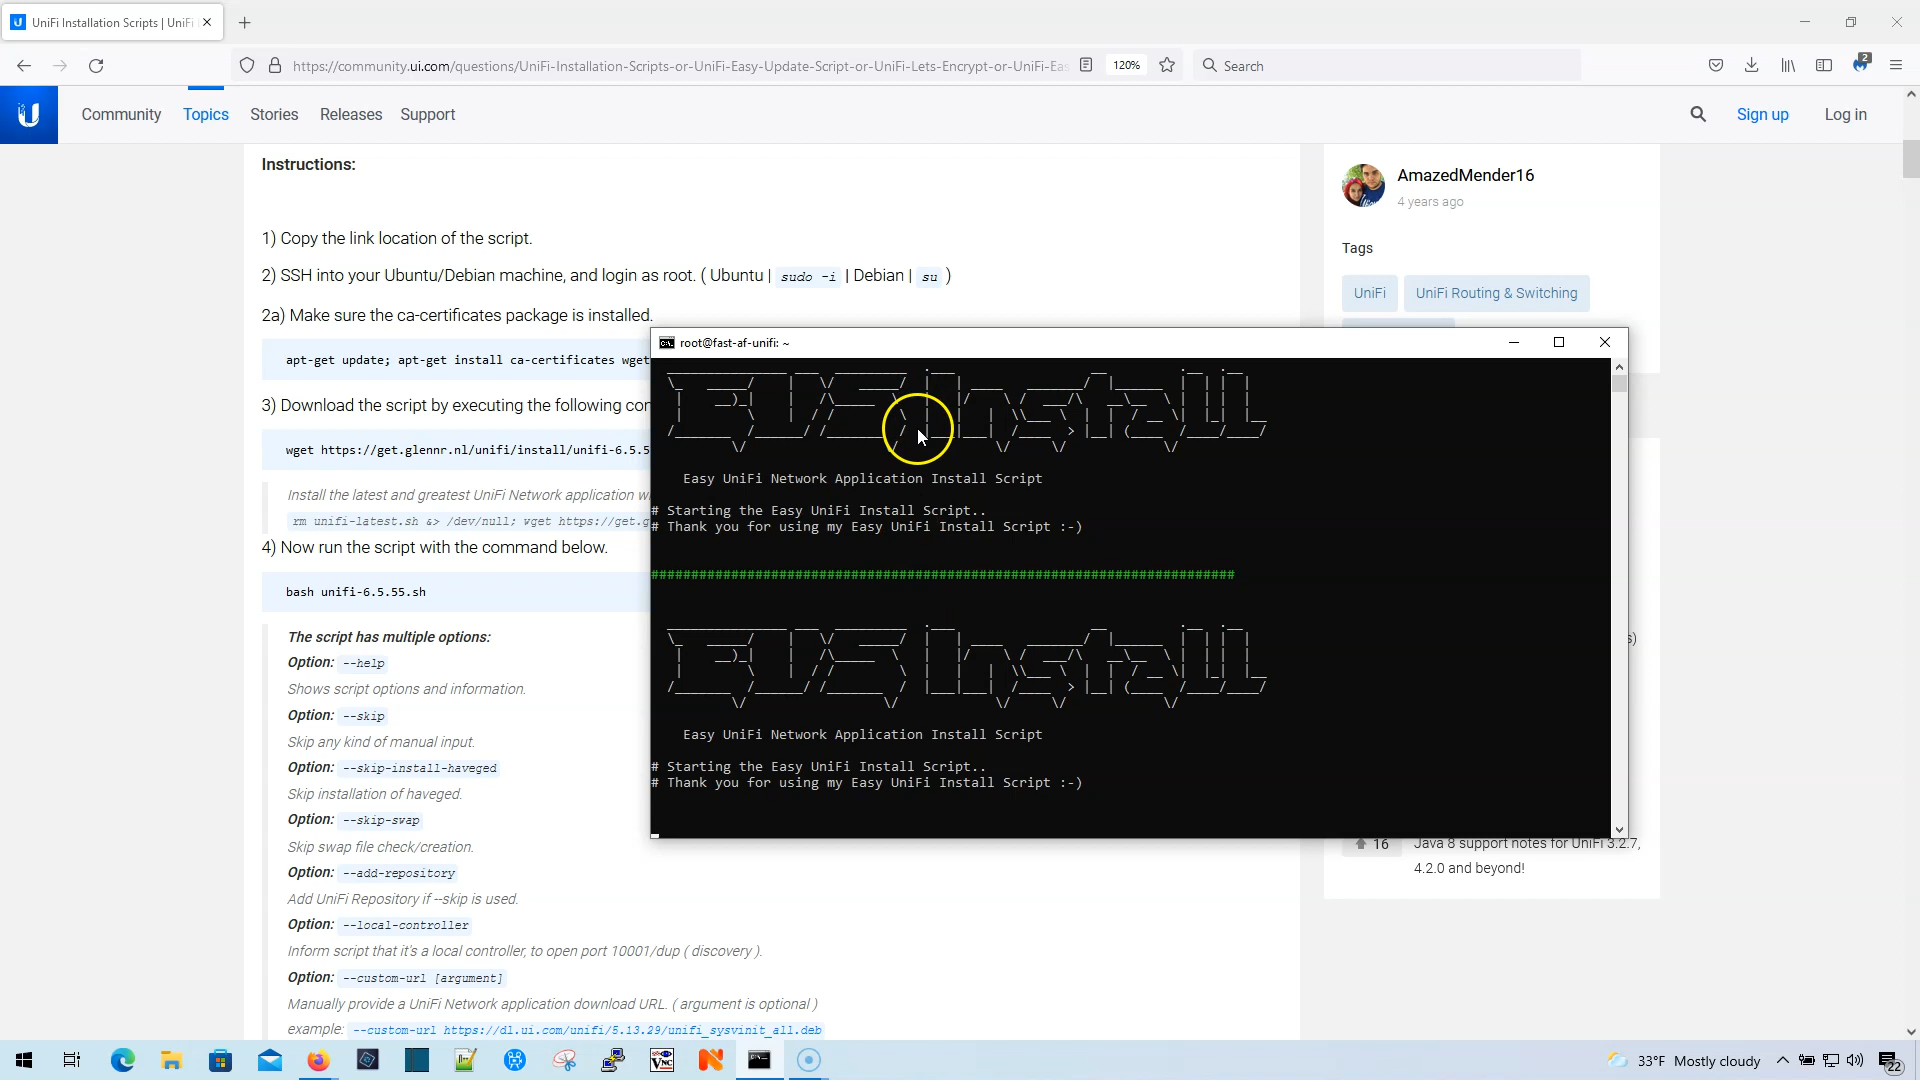 UniFi Installation Scripts | UniFi
https://community.ui.com/questions/UniFi-Installation-Scripts-or-UniFi-Easy-Update-Script-or-UniFi-Lets-Encrypt-or-UniFi-Eas
120%
Search
2
Community
Topics
Stories
Releases
Support
Sign up
Log in
Instructions:
1) Copy the link location of the script.
2) SSH into your Ubuntu/Debian machine, and login as root. ( Ubuntu | sudo -i | Debian | su )
2a) Make sure the ca-certificates package is installed.
apt-get update; apt-get install ca-certificates wget
3) Download the script by executing the following con
wget https://get.glennr.nl/unifi/install/unifi-6.5.5
Install the latest and greatest UniFi Network application w
rm unifi-latest.sh &> /dev/null; wget https://get.g
4) Now run the script with the command below.
bash unifi-6.5.55.sh
The script has multiple options:
Option: --help
Shows script options and information.
Option: --skip
Skip any kind of manual input.
Option: --skip-install-haveged
Skip installation of haveged.
Option: --skip-swap
Skip swap file check/creation.
Option: --add-repository
Add UniFi Repository if --skip is used.
Option: --local-controller
Inform script that it's a local controller, to open port 10001/dup ( discovery ).
Option: --custom-url [argument]
Manually provide a UniFi Network application download URL. ( argument is optional )
example: --custom-url https://dl.ui.com/unifi/5.13.29/unifi_sysvinit_all.deb
AmazedMender16
4 years ago
Tags
UniFi
UniFi Routing & Switching
s)
16
Java 8 support notes for UniFi 3.2.7,
4.2.0 and beyond!
root@fast-af-unifi: ~
EUS Install
Easy UniFi Network Application Install Script
# Starting the Easy UniFi Install Script..
# Thank you for using my Easy UniFi Install Script :-)
#########################################################################
EUS Install
Easy UniFi Network Application Install Script
# Starting the Easy UniFi Install Script..
# Thank you for using my Easy UniFi Install Script :-)
33°F Mostly cloudy
22